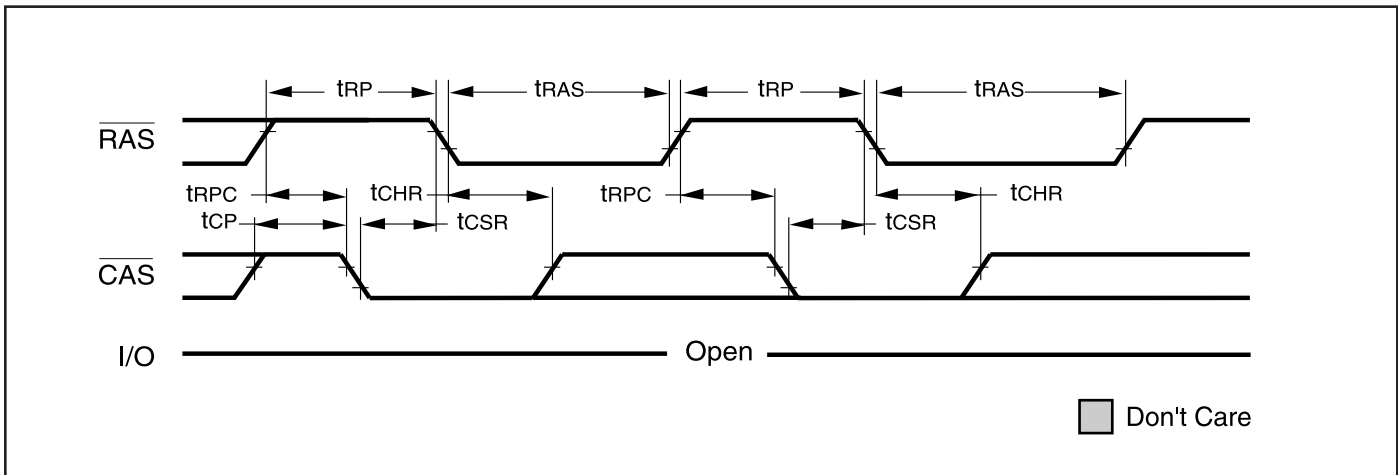 tRP tRAS tRP tRAS
RAS
tRPC tCHR tRPC tCHR
tCP tCSR tCSR
CAS
I/O Open
Don't Care